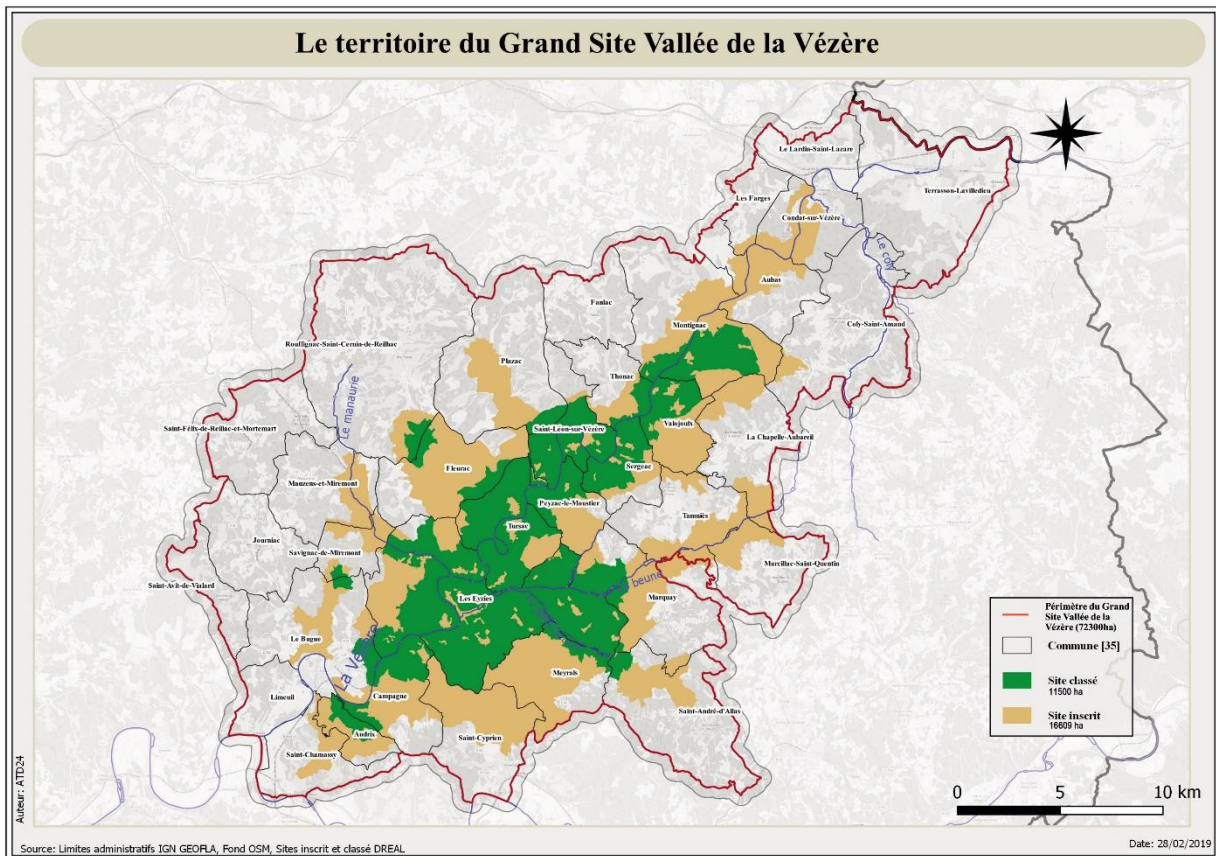 Le territoire du Grand Site Vallée de la Vézère
Le Lardin-Saint-Lazare
Terrasson-Lavilledieu
Les Farges
Condat-sur-Vézère
Le coly
Aubas
Fanlac
Coly-Saint-Amand
Montignac
Rouffignac-Saint-Cernin-de-Reilhac
Plazac
Thonac
Le manaurie
Saint-Félix-de-Reillac-et-Mortemart
Saint-Léon-sur-Vézère
Valojoulx
La Chapelle-Aubareil
Fleurac
Sergeac
Mauzens-et-Miremont
Peyzac-le-Moustier
Tamniès
Tursac
Journiac
Savignac-de-Miremont
Marcillac-Saint-Quentin
Saint-Avit-de-Vialard
beune
Les Eyzies
Marquay
Le Bugue
La Vézère
Meyrals
Limeuil
Campagne
Saint-André-d'Allas
Audrix
Saint-Cyprien
Saint-Chamassy
Périmètre du Grand
Site Vallée de la
Vézère (72300ha)
Commune [35]
Site classé
11500 ha
Site inscrit
16609 ha
0 5 10 km
Auteur: ATD24
Source: Limites administratifs IGN GEOFLA, Fond OSM, Sites inscrit et classé DREAL
Date: 28/02/2019